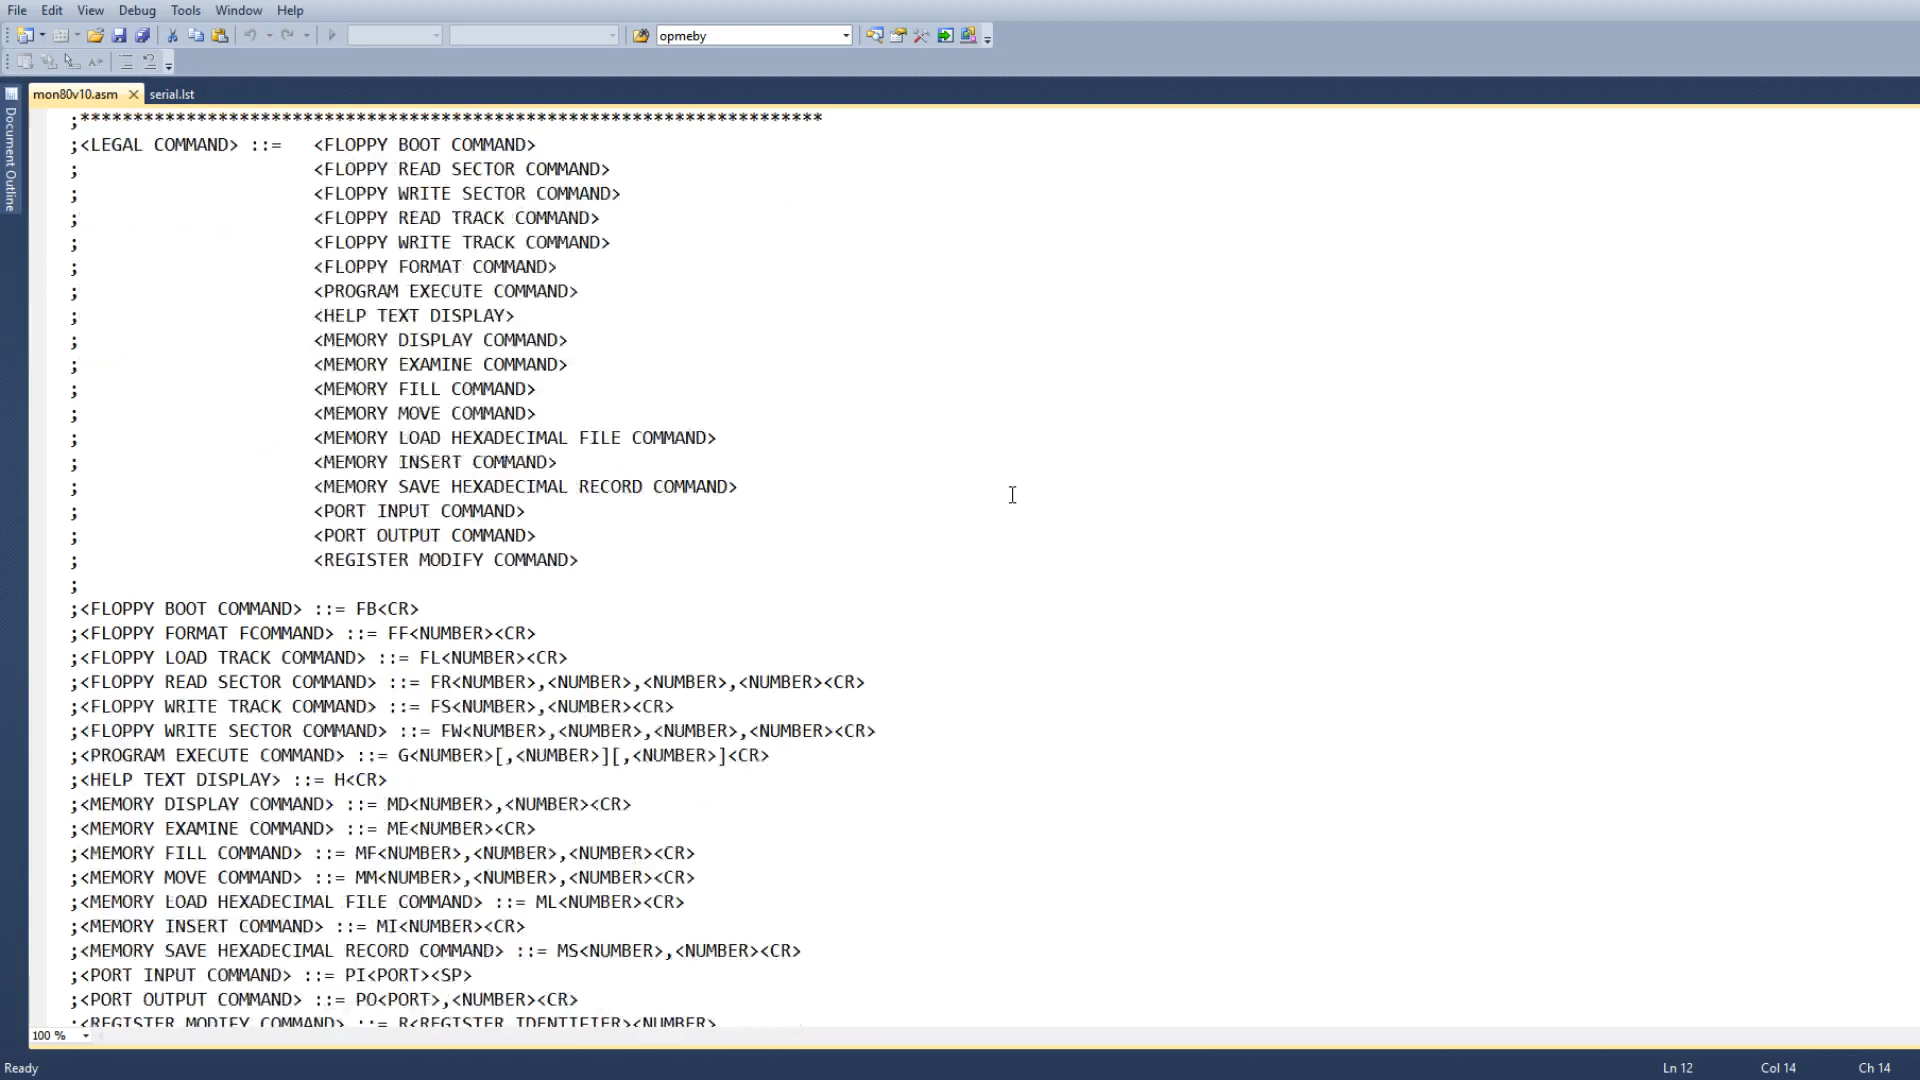 File Edit View Debug Tools Window Help
opmeby
mon80v10.asm serial.lst
Document Outline
;**********************************************************************
;<LEGAL COMMAND> ::= <FLOPPY BOOT COMMAND>
; <FLOPPY READ SECTOR COMMAND>
; <FLOPPY WRITE SECTOR COMMAND>
; <FLOPPY READ TRACK COMMAND>
; <FLOPPY WRITE TRACK COMMAND>
; <FLOPPY FORMAT COMMAND>
; <PROGRAM EXECUTE COMMAND>
; <HELP TEXT DISPLAY>
; <MEMORY DISPLAY COMMAND>
; <MEMORY EXAMINE COMMAND>
; <MEMORY FILL COMMAND>
; <MEMORY MOVE COMMAND>
; <MEMORY LOAD HEXADECIMAL FILE COMMAND>
; <MEMORY INSERT COMMAND>
; <MEMORY SAVE HEXADECIMAL RECORD COMMAND>
; <PORT INPUT COMMAND>
; <PORT OUTPUT COMMAND>
; <REGISTER MODIFY COMMAND>
;
;<FLOPPY BOOT COMMAND> ::= FB<CR>
;<FLOPPY FORMAT FCOMMAND> ::= FF<NUMBER><CR>
;<FLOPPY LOAD TRACK COMMAND> ::= FL<NUMBER><CR>
;<FLOPPY READ SECTOR COMMAND> ::= FR<NUMBER>,<NUMBER>,<NUMBER>,<NUMBER><CR>
;<FLOPPY WRITE TRACK COMMAND> ::= FS<NUMBER>,<NUMBER><CR>
;<FLOPPY WRITE SECTOR COMMAND> ::= FW<NUMBER>,<NUMBER>,<NUMBER>,<NUMBER><CR>
;<PROGRAM EXECUTE COMMAND> ::= G<NUMBER>[,<NUMBER>][,<NUMBER>]<CR>
;<HELP TEXT DISPLAY> ::= H<CR>
;<MEMORY DISPLAY COMMAND> ::= MD<NUMBER>,<NUMBER><CR>
;<MEMORY EXAMINE COMMAND> ::= ME<NUMBER><CR>
;<MEMORY FILL COMMAND> ::= MF<NUMBER>,<NUMBER>,<NUMBER><CR>
;<MEMORY MOVE COMMAND> ::= MM<NUMBER>,<NUMBER>,<NUMBER><CR>
;<MEMORY LOAD HEXADECIMAL FILE COMMAND> ::= ML<NUMBER><CR>
;<MEMORY INSERT COMMAND> ::= MI<NUMBER><CR>
;<MEMORY SAVE HEXADECIMAL RECORD COMMAND> ::= MS<NUMBER>,<NUMBER><CR>
;<PORT INPUT COMMAND> ::= PI<PORT><SP>
;<PORT OUTPUT COMMAND> ::= PO<PORT>,<NUMBER><CR>
;<REGISTER MODIFY COMMAND> ::= R<REGISTER IDENTIFIER><NUMBER>
100 %
Ready Ln 12 Col 14 Ch 14